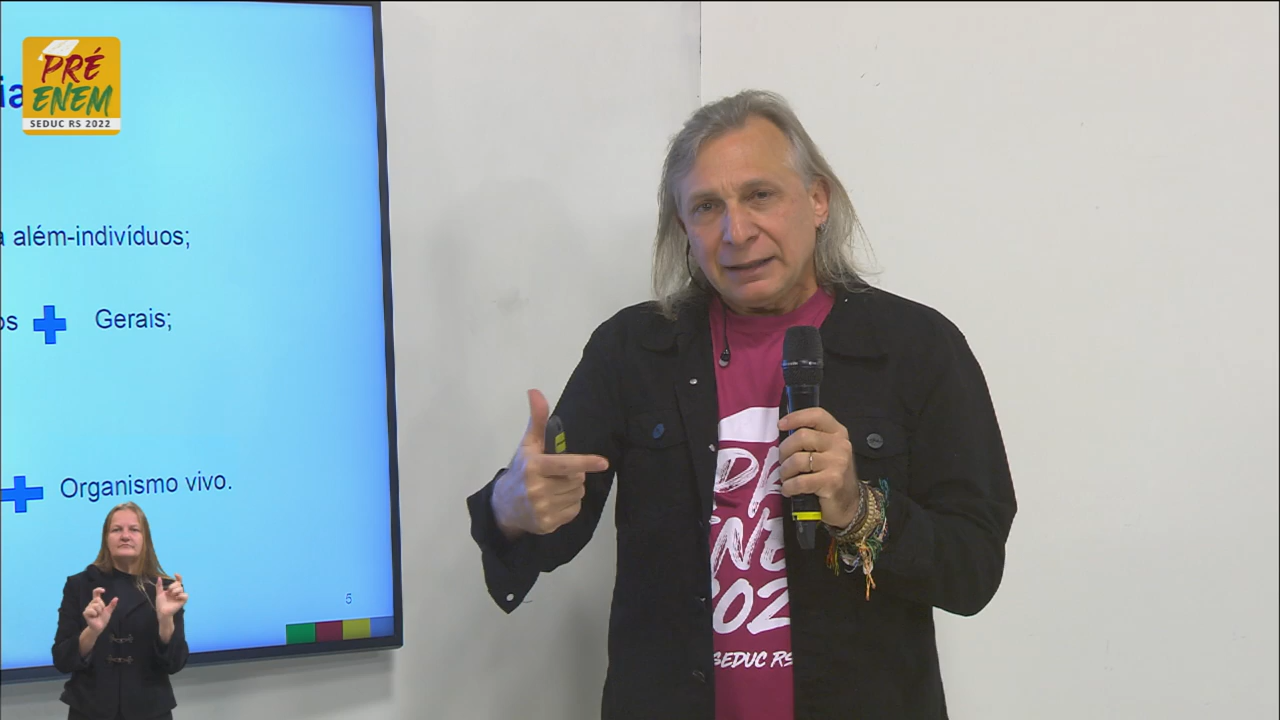 PRÉ
ENEM
SEDUC RS 2022
ia
a além-indivíduos;
os Gerais;
Organismo vivo.
5
SEDUC RS